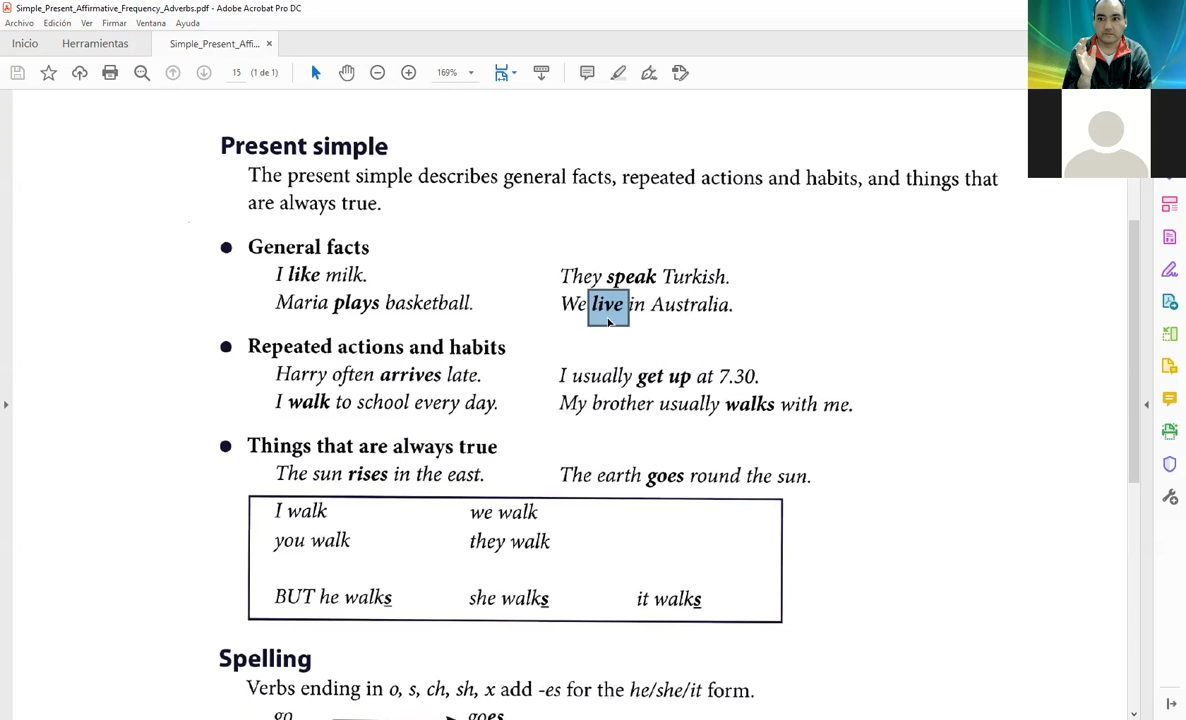 Simple_Present_Affirmative_Frequency_Adverbs.pdf - Adobe Acrobat Pro DC
Archivo Edición Ver Firmar Ventana Ayuda
Inicio Herramientas Simple_Present_Affi... ×
15 (1 de 1) 169%
Present simple
The present simple describes general facts, repeated actions and habits, and things that
are always true.
● General facts
I like milk. They speak Turkish.
Maria plays basketball. We live in Australia.
● Repeated actions and habits
Harry often arrives late. I usually get up at 7.30.
I walk to school every day. My brother usually walks with me.
● Things that are always true
The sun rises in the east. The earth goes round the sun.
I walk we walk
you walk they walk
BUT he walks she walks it walks
Spelling
Verbs ending in o, s, ch, sh, x add -es for the he/she/it form.
go goes